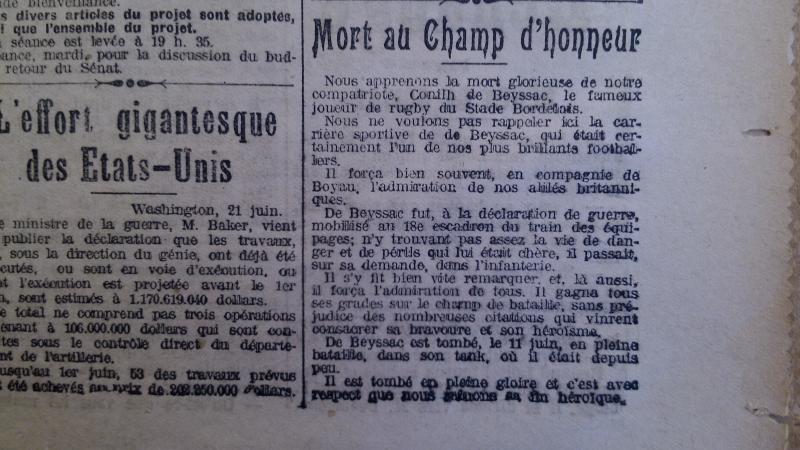 de bienveillance.
s divers articles du projet sont adoptés,
i que l'ensemble du projet.
séance est levée à 19 h. 35.
ance, mardi, pour la discussion du bud-
retour du Sénat.
L'effort gigantesque
des Etats-Unis
Washington, 21 juin.
e ministre de la guerre, M. Baker, vient
publier la déclaration que les travaux,
, sous la direction du génie, ont déjà été
cutés, ou sont en voie d'exécution, ou
t l'exécution est projetée avant le 1er
, sont estimés à 1.170.619.040 dollars.
e total ne comprend pas trois opérations
enant à 106.000.000 dollars qui sont con-
tes sous le contrôle direct du départe-
nt de l'artillerie.
usqu'au 1er juin, 53 des travaux prévus
été achevés au prix de 202.250.000 dollars.
Mort au Champ d'honneur
Nous apprenons la mort glorieuse de notre
compatriote, Conilh de Beyssac, le fameux
joueur de rugby du Stade Bordelais.
Nous ne voulons pas rappeler ici la car-
rière sportive de de Beyssac, qui était cer-
tainement l'un de nos plus brillants footbal-
lers.
Il força bien souvent, en compagnie de
Boyau, l'admiration de nos alliés britanni-
ques.
De Beyssac fut, à la déclaration de guerre,
mobilisé au 18e escadron du train des équi-
pages; n'y trouvant pas assez la vie de dan-
ger et de périls qui lui était chère, il passait,
sur sa demande, dans l'infanterie.
Il s'y fit bien vite remarquer, et, là aussi,
il força l'admiration de tous. Il gagna tous
ses grades sur le champ de bataille, sans pré-
judice des nombreuses citations qui vinrent
consacrer sa bravoure et son héroïsme.
De Beyssac est tombé, le 11 juin, en pleine
bataille, dans son tank, où il était depuis
peu.
Il est tombé en pleine gloire et c'est avec
respect que nous saluons sa fin héroïque.